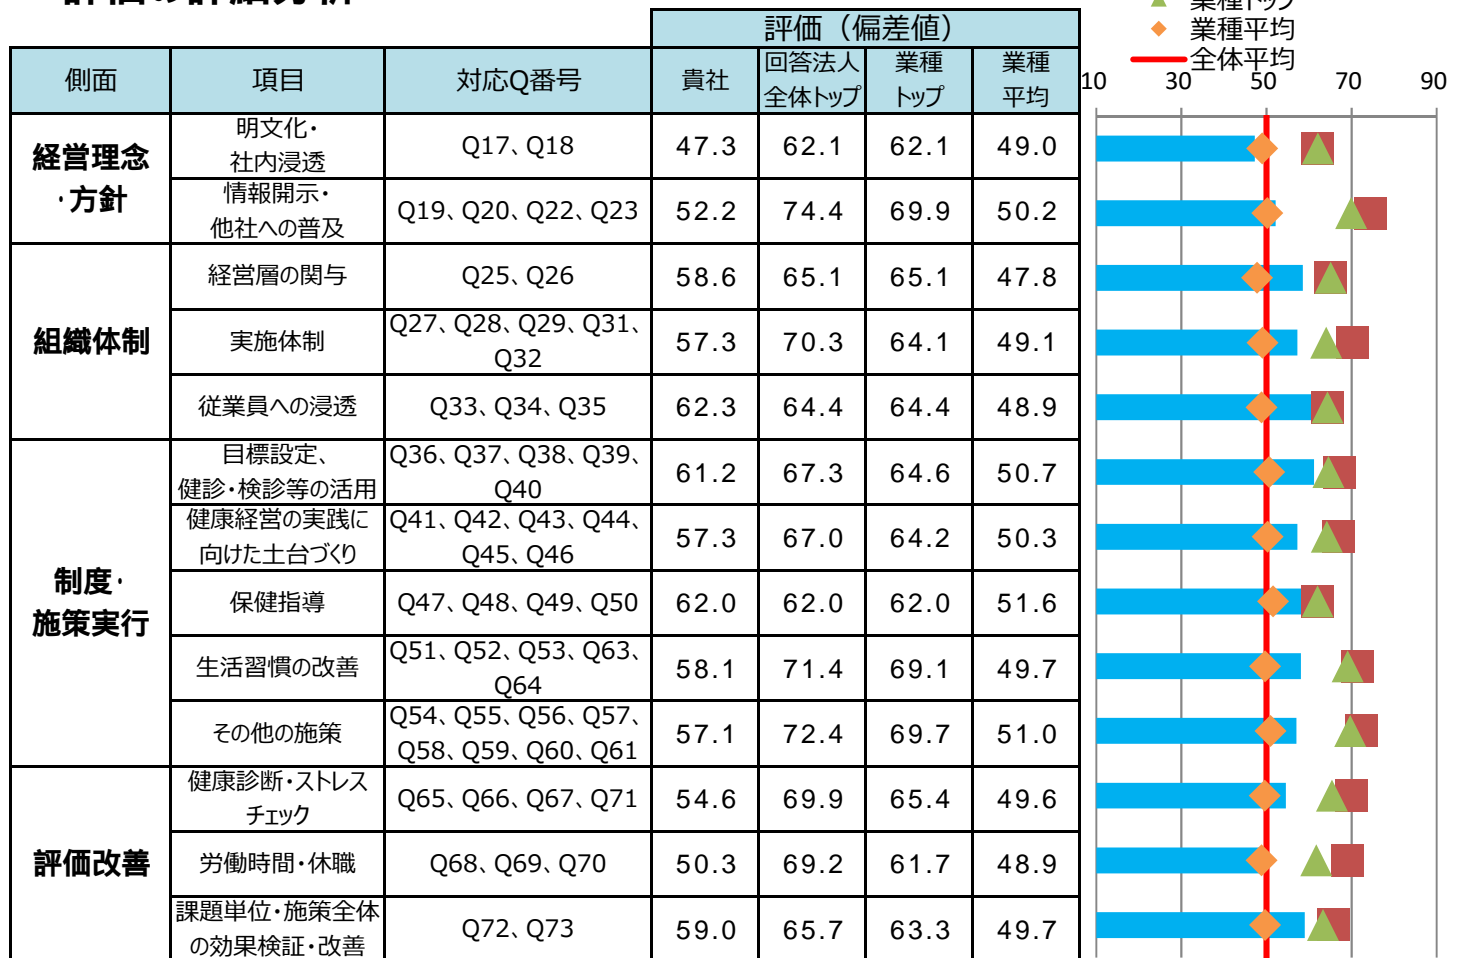 評価の詳細分析
業種トップ
業種平均
全体平均
評価（偏差値）
側面 項目 対応Q番号 貴社 回答法人全体トップ 業種トップ 業種平均
10 30 50 70 90
経営理念・方針
明文化・社内浸透 Q17、Q18 47.3 62.1 62.1 49.0
情報開示・他社への普及 Q19、Q20、Q22、Q23 52.2 74.4 69.9 50.2
組織体制
経営層の関与 Q25、Q26 58.6 65.1 65.1 47.8
実施体制 Q27、Q28、Q29、Q31、Q32 57.3 70.3 64.1 49.1
従業員への浸透 Q33、Q34、Q35 62.3 64.4 64.4 48.9
制度・施策実行
目標設定、健診・検診等の活用 Q36、Q37、Q38、Q39、Q40 61.2 67.3 64.6 50.7
健康経営の実践に向けた土台づくり Q41、Q42、Q43、Q44、Q45、Q46 57.3 67.0 64.2 50.3
保健指導 Q47、Q48、Q49、Q50 62.0 62.0 62.0 51.6
生活習慣の改善 Q51、Q52、Q53、Q63、Q64 58.1 71.4 69.1 49.7
その他の施策 Q54、Q55、Q56、Q57、Q58、Q59、Q60、Q61 57.1 72.4 69.7 51.0
評価改善
健康診断・ストレスチェック Q65、Q66、Q67、Q71 54.6 69.9 65.4 49.6
労働時間・休職 Q68、Q69、Q70 50.3 69.2 61.7 48.9
課題単位・施策全体の効果検証・改善 Q72、Q73 59.0 65.7 63.3 49.7